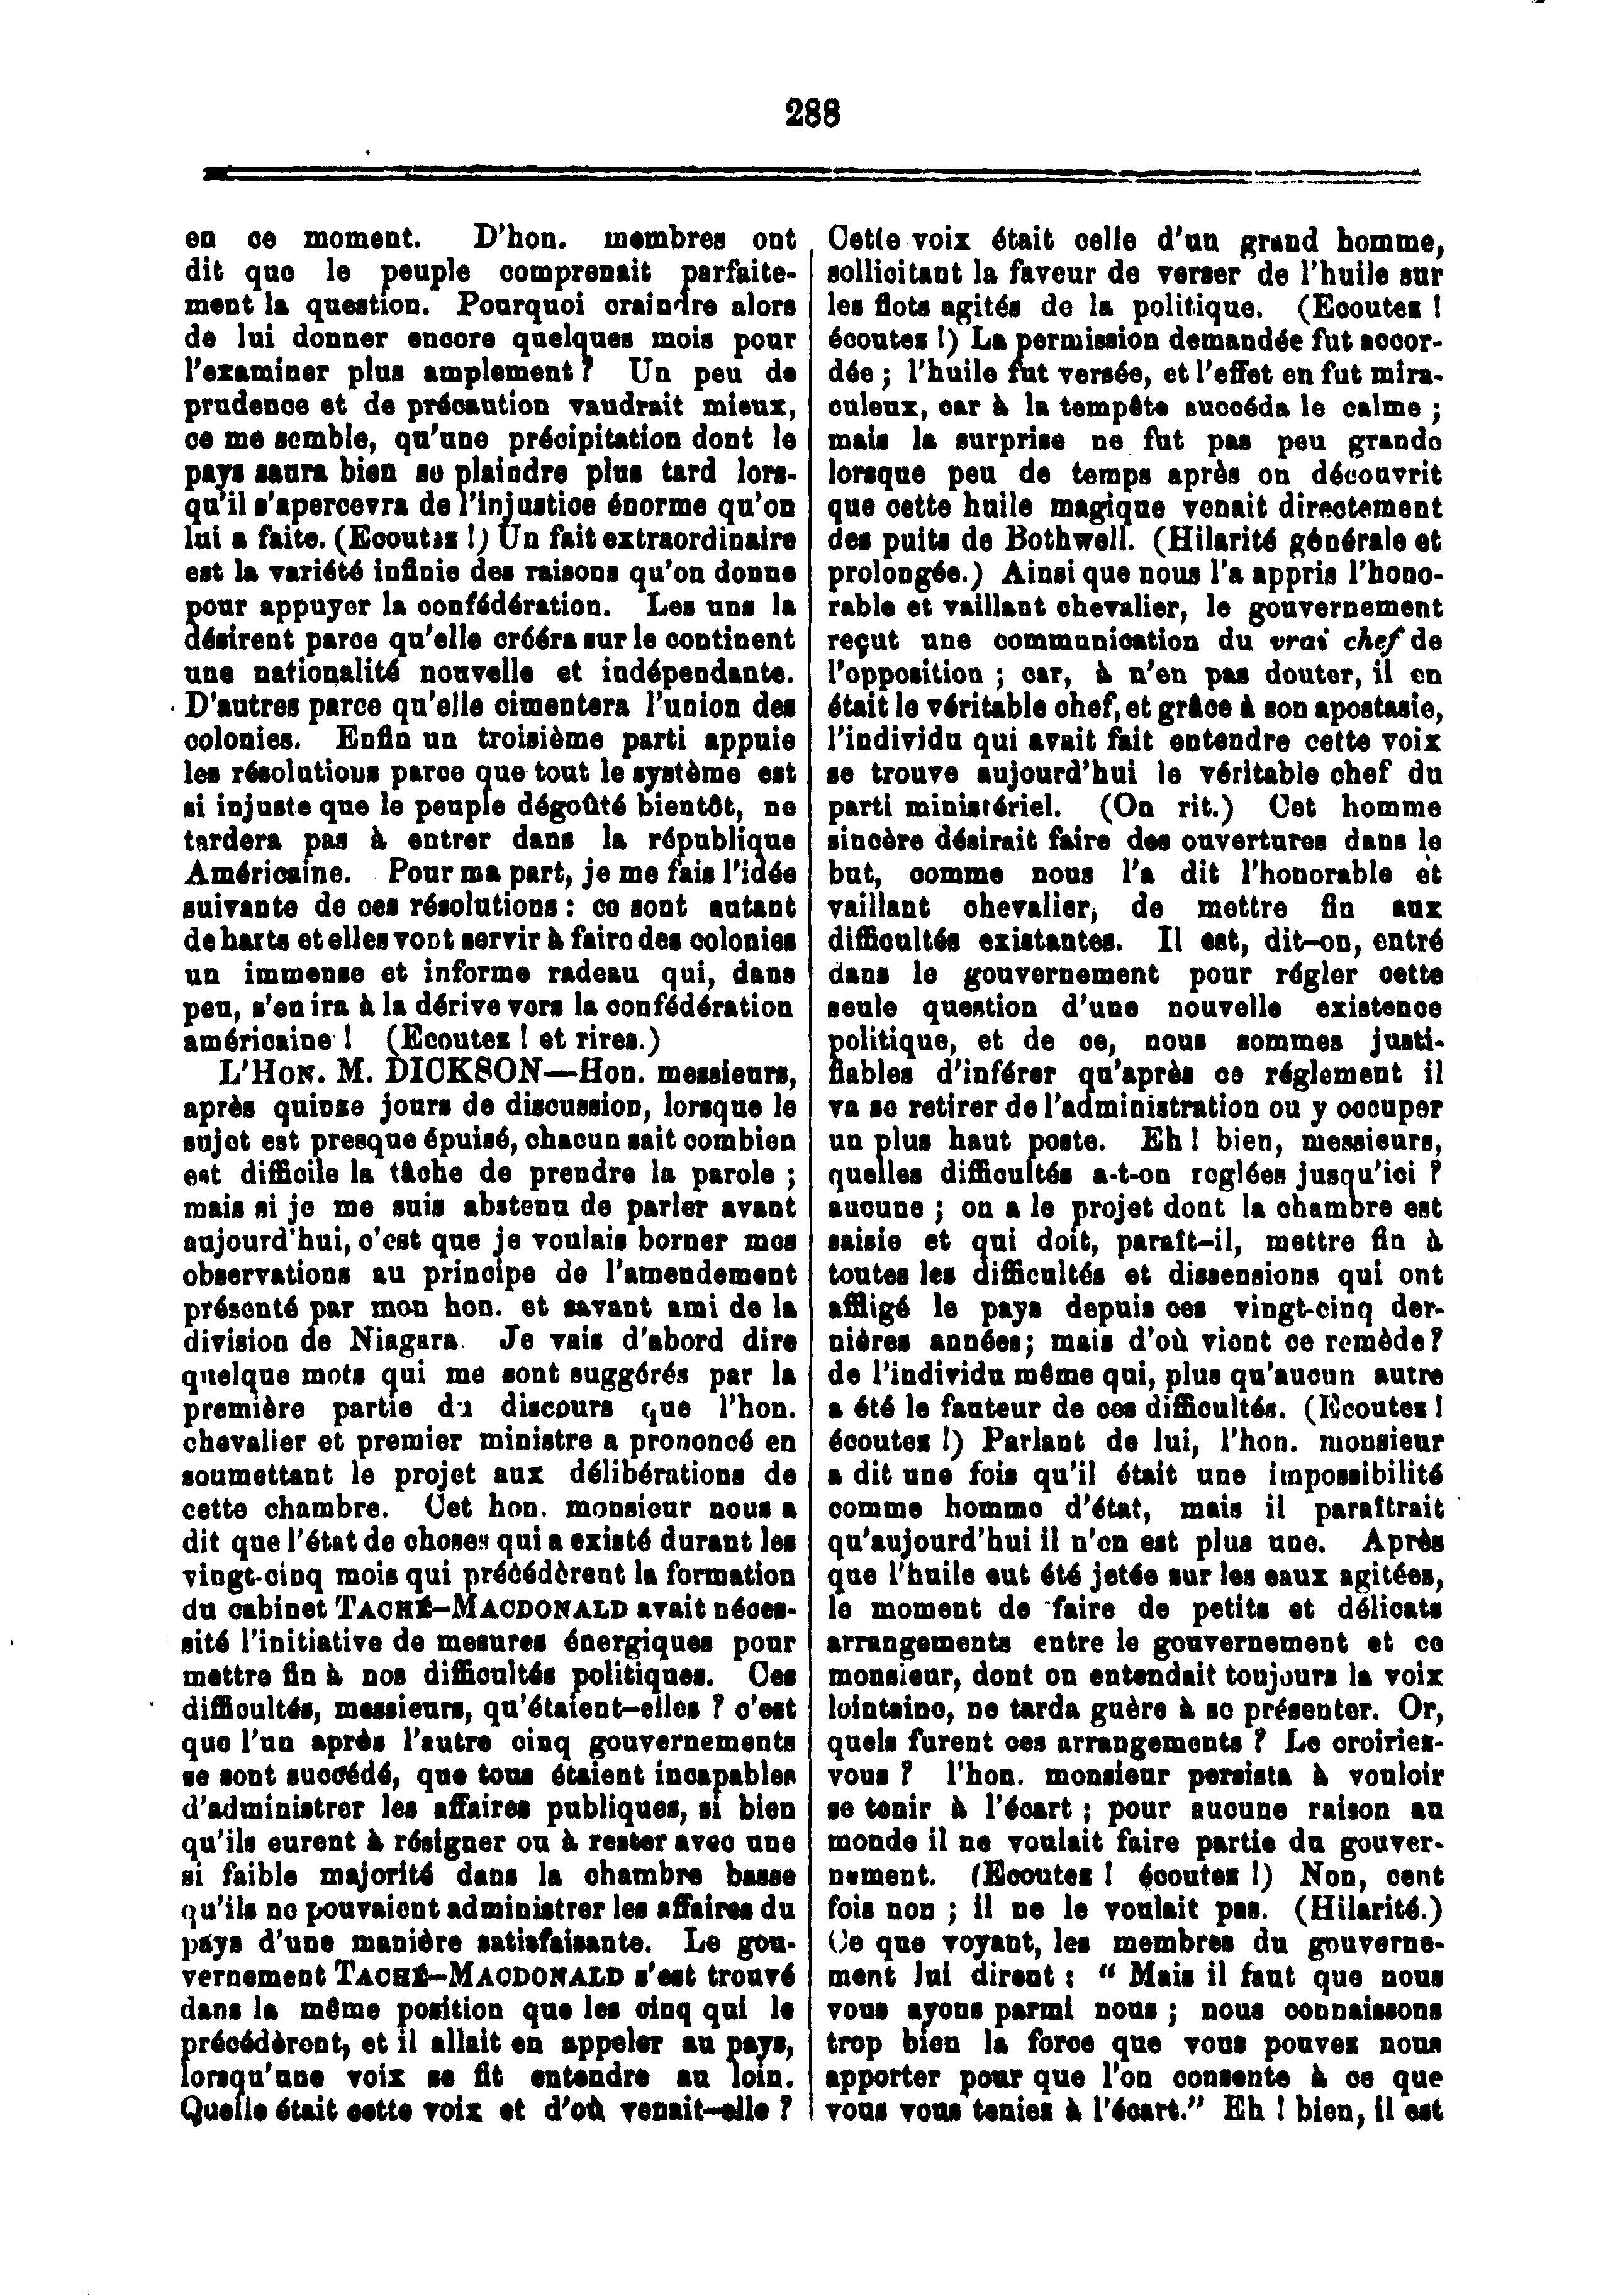 288
en ce moment. D'hon. membres ont
dit que le peuple comprenait parfaite-
ment la question. Pourquoi craindre alors
de lui donner encore quelques mois pour
l'examiner plus amplement ? Un peu de
prudence et de précaution vaudrait mieux,
ce me semble, qu'une précipitation dont le
pays saura bien se plaindre plus tard lors-
qu'il s'apercevra de l'injustice énorme qu'on
lui a faite. (Ecoutez !) Un fait extraordinaire
est la variété infinie des raisons qu'on donne
pour appuyer la confédération. Les uns la
désirent parce qu'elle créera sur le continent
une nationalité nouvelle et indépendante.
D'autres parce qu'elle cimentera l'union des
colonies. Enfin un troisième parti appuie
les résolutions parce que tout le système est
si injuste que le peuple dégoûté bientôt, ne
tardera pas à entrer dans la république
Américaine. Pour ma part, je me fais l'idée
suivante de ces résolutions : ce sont autant
de harts et elles vont servir à faire des colonies
un immense et informe radeau qui, dans
peu, s'en ira à la dérive vers la confédération
américaine ! (Ecoutez ! et rires.)
L'HON. M. DICKSON—Hon. messieurs,
après quinze jours de discussion, lorsque le
sujet est presque épuisé, chacun sait combien
est difficile la tâche de prendre la parole ;
mais si je me suis abstenu de parler avant
aujourd'hui, c'est que je voulais borner mes
observations au principe de l'amendement
présenté par mon hon. et savant ami de la
division de Niagara. Je vais d'abord dire
quelque mots qui me sont suggérés par la
première partie du discours que l'hon.
chevalier et premier ministre a prononcé en
soumettant le projet aux délibérations de
cette chambre. Cet hon. monsieur nous a
dit que l'état de choses qui a existé durant les
vingt-cinq mois qui précédèrent la formation
du cabinet TACHÉ-MACDONALD avait néces-
sité l'initiative de mesures énergiques pour
mettre fin à nos difficultés politiques. Ces
difficultés, messieurs, qu'étaient-elles ? c'est
que l'un après l'autre cinq gouvernements
se sont succédé, que tous étaient incapables
d'administrer les affaires publiques, si bien
qu'ils eurent à résigner ou à rester avec une
si faible majorité dans la chambre basse
qu'ils ne pouvaient administrer les affaires du
pays d'une manière satisfaisante. Le gou-
vernement TACHÉ-MACDONALD s'est trouvé
dans la même position que les cinq qui le
précédèrent, et il allait en appeler au pays,
lorsqu'une voix se fit entendre au loin.
Quelle était cette voix et d'où venait-elle ?
Cette voix était celle d'un grand homme,
sollicitant la faveur de verser de l'huile sur
les flots agités de la politique. (Ecoutez !
écoutez !) La permission demandée fut accor-
dée ; l'huile fut versée, et l'effet en fut mira-
culeux, car à la tempête succéda le calme ;
mais la surprise ne fut pas peu grande
lorsque peu de temps après on découvrit
que cette huile magique venait directement
des puits de Bothwell. (Hilarité générale et
prolongée.) Ainsi que nous l'a appris l'hono-
rable et vaillant chevalier, le gouvernement
reçut une communication du vrai chef de
l'opposition ; car, à n'en pas douter, il en
était le véritable chef, et grâce à son apostasie,
l'individu qui avait fait entendre cette voix
se trouve aujourd'hui le véritable chef du
parti ministériel. (On rit.) Cet homme
sincère désirait faire des ouvertures dans le
but, comme nous l'a dit l'honorable et
vaillant chevalier, de mettre fin aux
difficultés existantes. Il est, dit-on, entré
dans le gouvernement pour régler cette
seule question d'une nouvelle existence
politique, et de ce, nous sommes justi-
fiables d'inférer qu'après ce réglement il
va se retirer de l'administration ou y occuper
un plus haut poste. Eh ! bien, messieurs,
quelles difficultés a-t-on reglées jusqu'ici ?
aucune ; on a le projet dont la chambre est
saisie et qui doit, paraît-il, mettre fin à
toutes les difficultés et dissensions qui ont
affligé le pays depuis ces vingt-cinq der-
nières années; mais d'où vient ce remède ?
de l'individu même qui, plus qu'aucun autre
a été le fauteur de ces difficultés. (Ecoutez !
écoutez !) Parlant de lui, l'hon. monsieur
a dit une fois qu'il était une impossibilité
comme homme d'état, mais il paraîtrait
qu'aujourd'hui il n'en est plus une. Après
que l'huile eut été jetée sur les eaux agitées,
le moment de faire de petits et délicats
arrangements entre le gouvernement et ce
monsieur, dont on entendait toujours la voix
lointaine, ne tarda guère à se présenter. Or,
quels furent ces arrangements ? Le croiriez-
vous ? l'hon. monsieur persista à vouloir
se tenir à l'écart ; pour aucune raison au
monde il ne voulait faire partie du gouver-
nement. (Ecoutez ! écoutez !) Non, cent
fois non ; il ne le voulait pas. (Hilarité.)
Ce que voyant, les membres du gouverne-
ment lui dirent : " Mais il faut que nous
vous ayons parmi nous ; nous connaissons
trop bien la force que vous pouvez nous
apporter pour que l'on consente à ce que
vous vous teniez à l'écart." Eh ! bien, il est